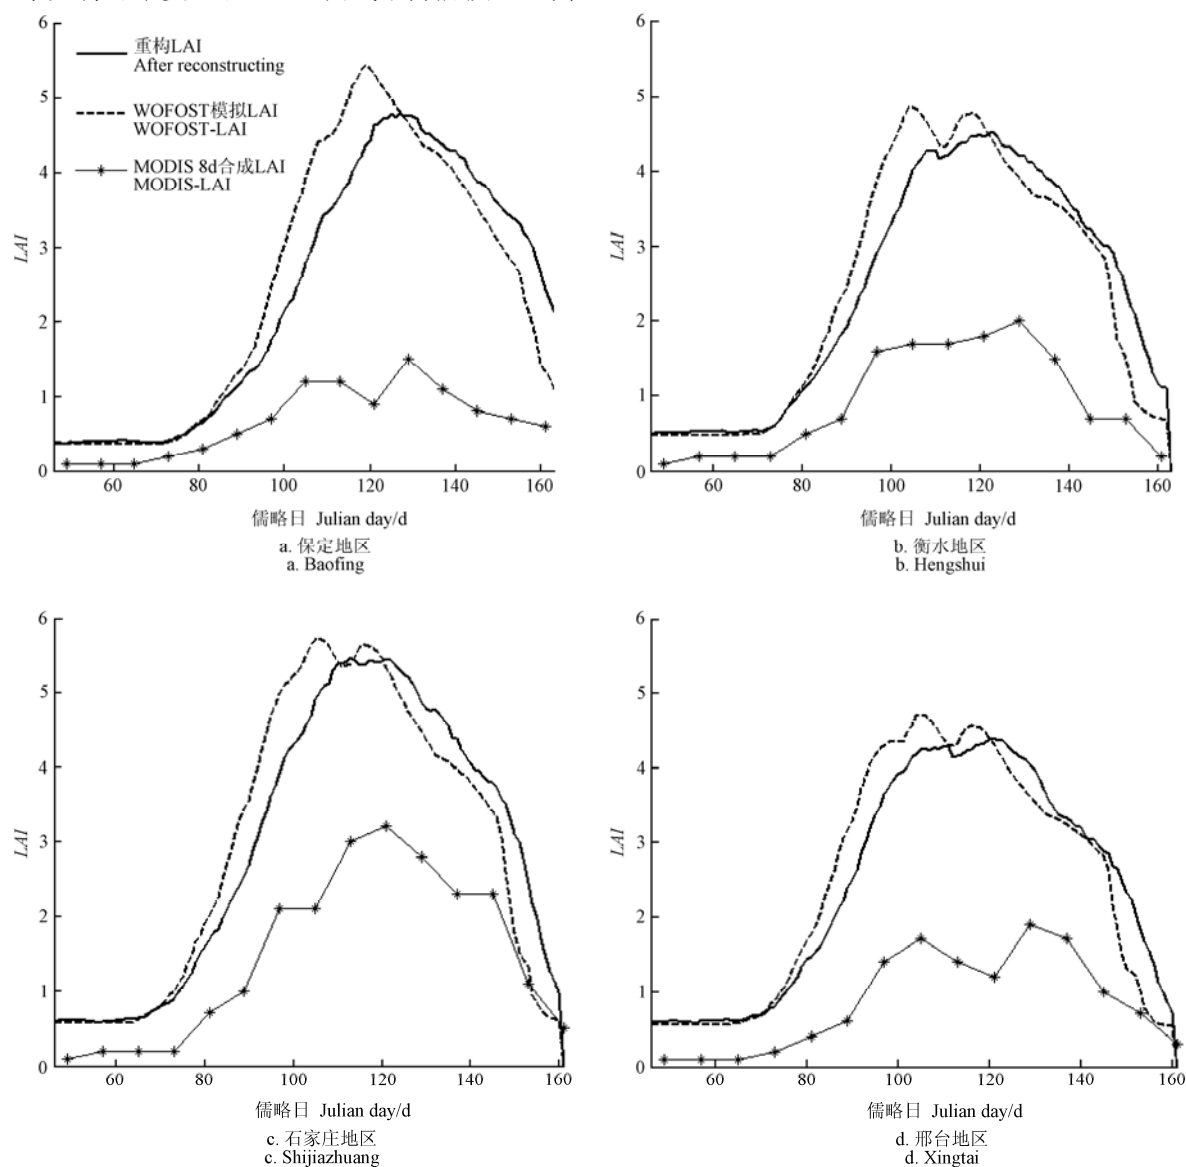 6
5
4
3
2
1
0
LAI
重构LAI
After reconstructing
WOFOST模拟LAI
WOFOST-LAI
MODIS 8d合成LAI
MODIS-LAI
60 80 100 120 140 160
儒略日 Julian day/d
a. 保定地区
a. Baofing
6
5
4
3
2
1
0
LAI
60 80 100 120 140 160
儒略日 Julian day/d
b. 衡水地区
b. Hengshui
6
5
4
3
2
1
0
LAI
60 80 100 120 140 160
儒略日 Julian day/d
c. 石家庄地区
c. Shijiazhuang
6
5
4
3
2
1
0
LAI
60 80 100 120 140 160
儒略日 Julian day/d
d. 邢台地区
d. Xingtai